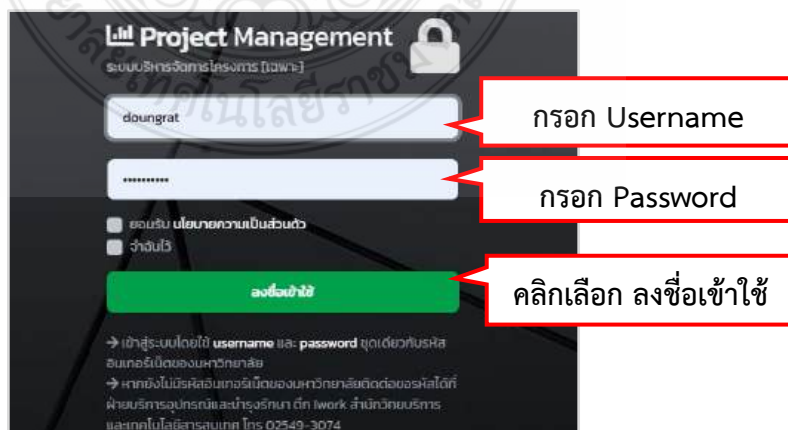 Project Management
ระบบบริหารจัดการโครงการ [เฉพาะ]
doungrat
กรอก Username
••••••••••
กรอก Password
ยอมรับ นโยบายความเป็นส่วนตัว
จำฉันไว้
ลงชื่อเข้าใช้
คลิกเลือก ลงชื่อเข้าใช้
→ เข้าสู่ระบบโดยใช้ username และ password ชุดเดียวกับรหัส
อินเทอร์เน็ตของมหาวิทยาลัย
→ หากยังไม่มีรหัสอินเทอร์เน็ตของมหาวิทยาลัยติดต่อขอรหัสได้ที่
ฝ่ายบริการอุปกรณ์และบำรุงรักษา ตึก Iwork สำนักวิทยบริการ
และเทคโนโลยีสารสนเทศ โทร 02549-3074